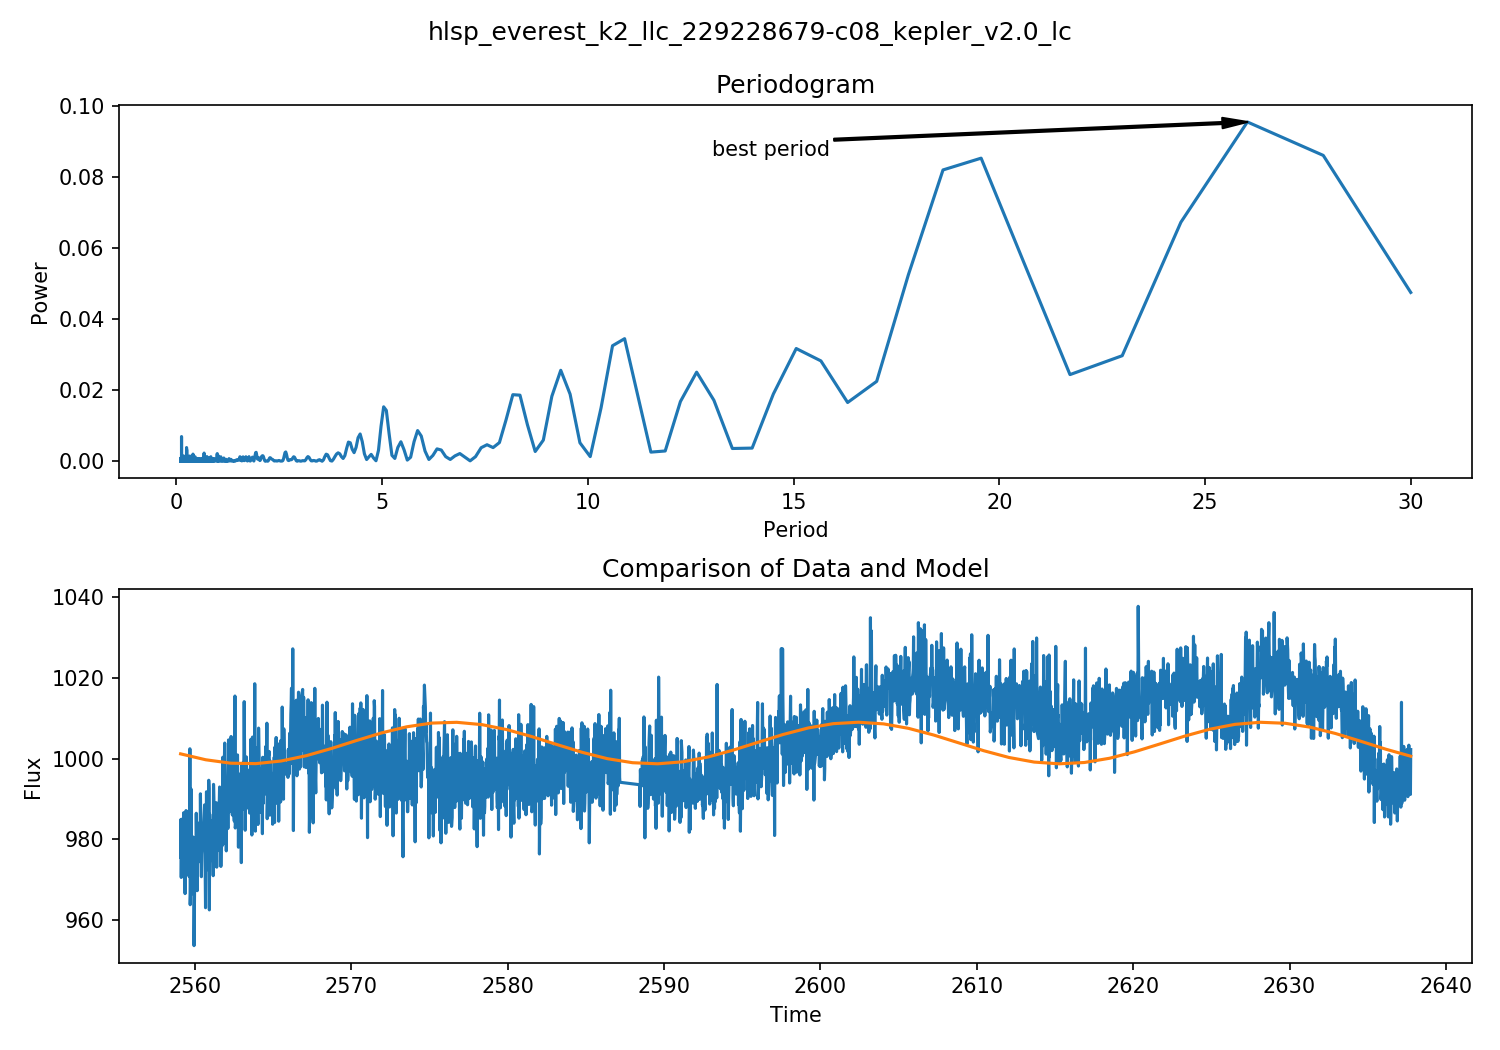 hlsp_everest_k2_llc_229228679-c08_kepler_v2.0_lc
Periodogram
0.10
0.08
0.06
0.04
0.02
0.00
Power
best period
0 5 10 15 20 25 30
Period
Comparison of Data and Model
1040
1020
1000
980
960
Flux
2560 2570 2580 2590 2600 2610 2620 2630 2640
Time